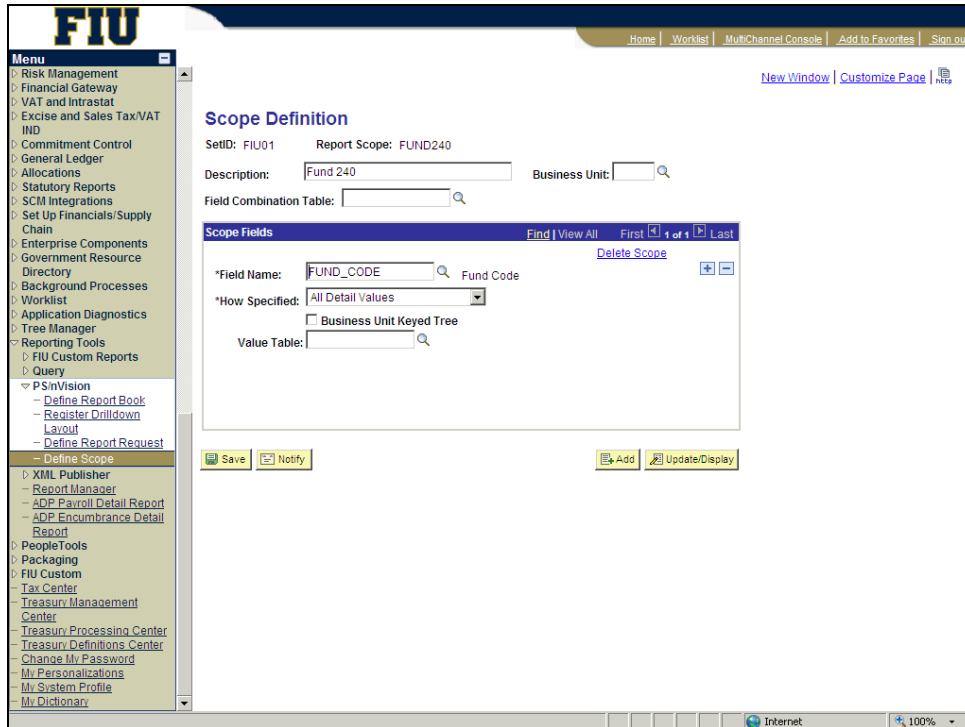 FIU
Home | Worklist | MultiChannel Console | Add to Favorites | Sign ou
Menu
Risk Management
Financial Gateway
VAT and Intrastat
Excise and Sales Tax/VAT
IND
Commitment Control
General Ledger
Allocations
Statutory Reports
SCM Integrations
Set Up Financials/Supply
Chain
Enterprise Components
Government Resource
Directory
Background Processes
Worklist
Application Diagnostics
Tree Manager
Reporting Tools
FIU Custom Reports
Query
PS/nVision
– Define Report Book
– Register Drilldown
Layout
– Define Report Request
– Define Scope
XML Publisher
– Report Manager
– ADP Payroll Detail Report
– ADP Encumbrance Detail
Report
PeopleTools
Packaging
FIU Custom
– Tax Center
– Treasury Management
Center
– Treasury Processing Center
– Treasury Definitions Center
– Change My Password
– My Personalizations
– My System Profile
– My Dictionary
New Window | Customize Page | http
Scope Definition
SetID: FIU01 Report Scope: FUND240
Description: Fund 240 Business Unit:
Field Combination Table:
Scope Fields Find | View All First 1 of 1 Last
Delete Scope
*Field Name: FUND_CODE Fund Code
*How Specified: All Detail Values
Business Unit Keyed Tree
Value Table:
Save Notify Add Update/Display
Internet 100%